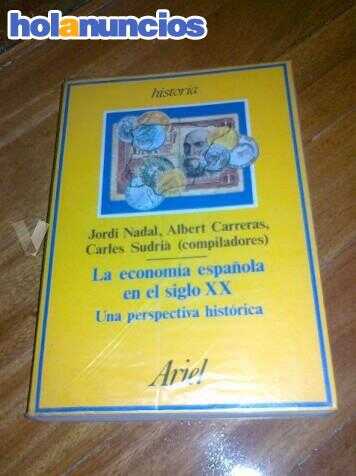 holanuncios
historia
Jordi Nadal, Albert Carreras,
Carles Sudrià (compiladores)
La economía española
en el siglo XX
Una perspectiva histórica
Ariel